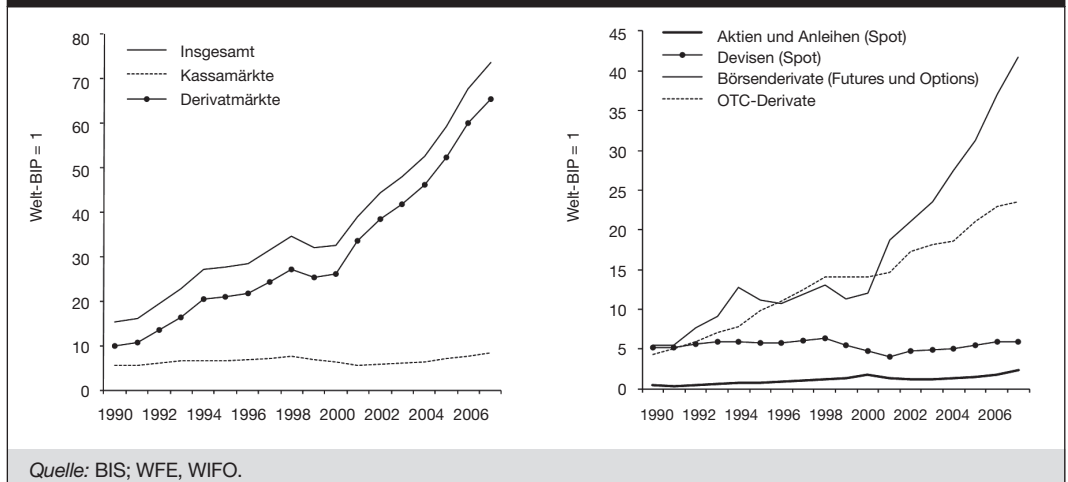 80
70
60
50
40
30
20
10
0
Welt-BIP = 1
Insgesamt
Kassamärkte
Derivatmärkte
1990 1992 1994 1996 1998 2000 2002 2004 2006
45
40
35
30
25
20
15
10
5
0
Welt-BIP = 1
Aktien und Anleihen (Spot)
Devisen (Spot)
Börsenderivate (Futures und Options)
OTC-Derivate
1990 1992 1994 1996 1998 2000 2002 2004 2006
Quelle: BIS; WFE, WIFO.